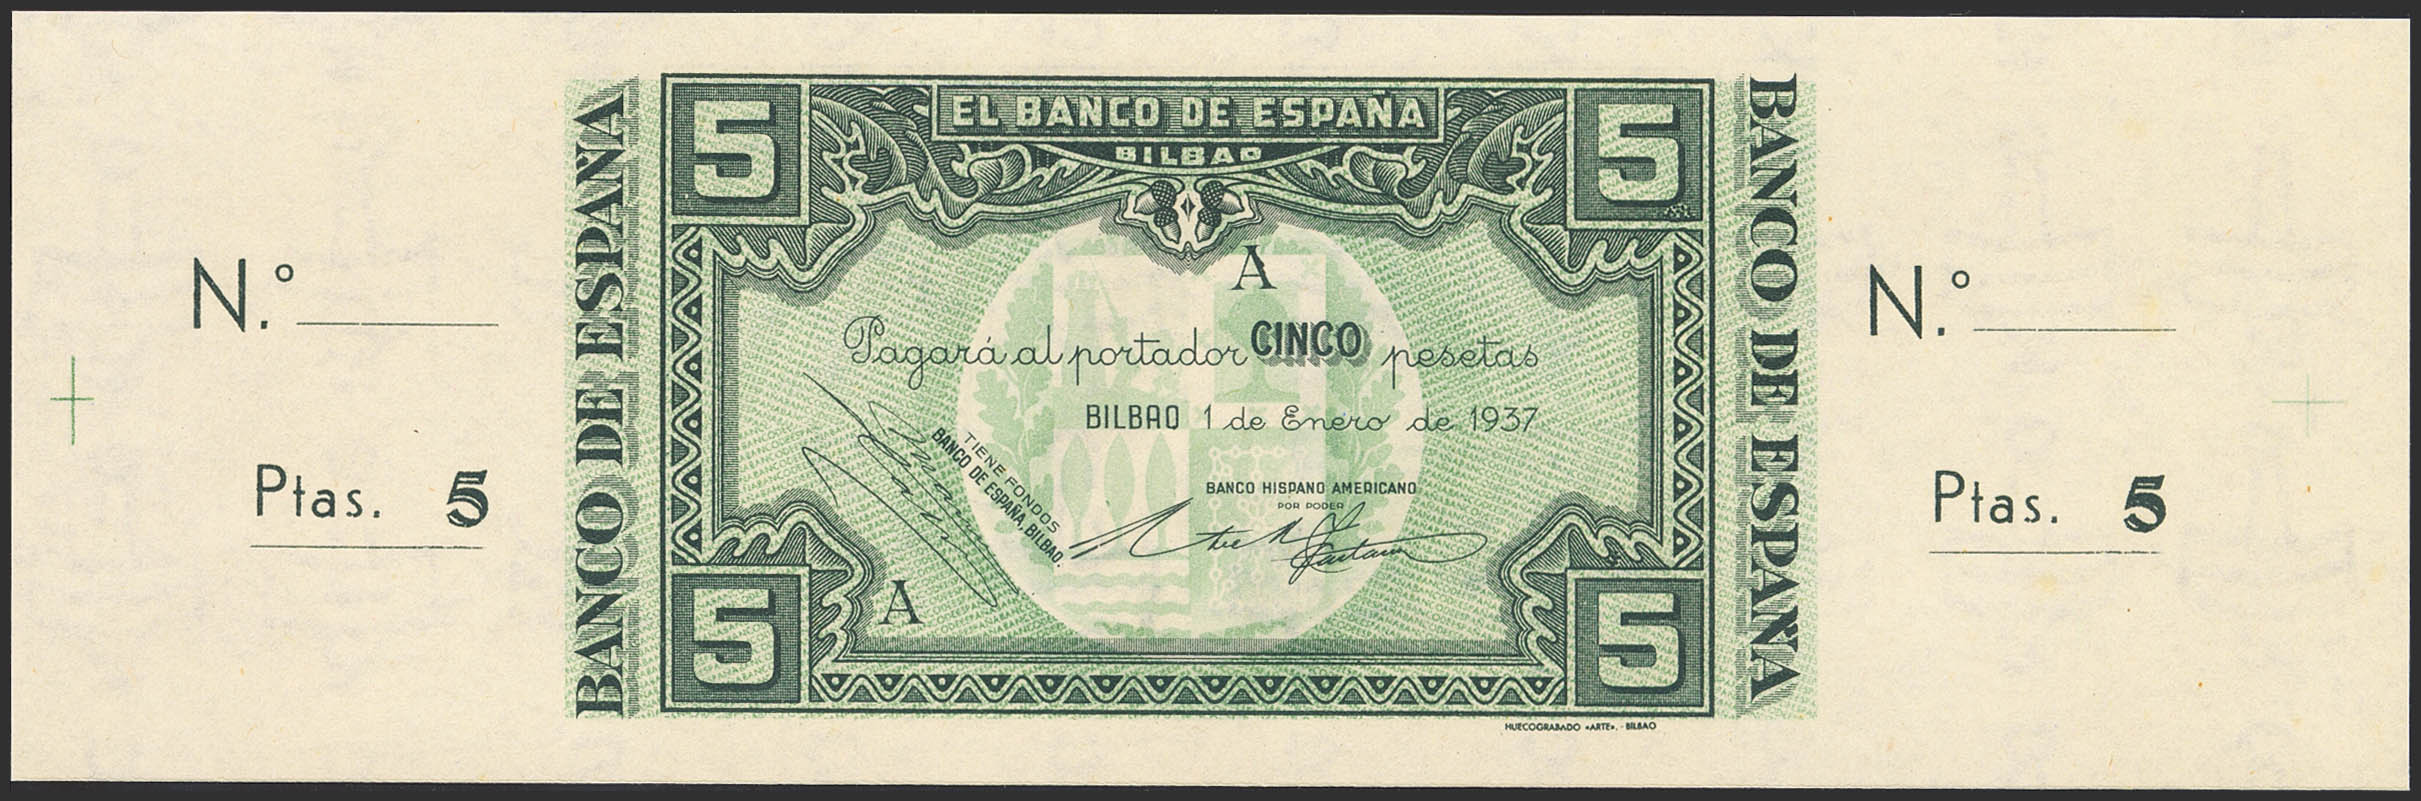 N.º
Ptas. 5
BANCO DE ESPAÑA
5
EL BANCO DE ESPAÑA
5
BILBAO
A
Pagará al portador CINCO pesetas
BILBAO 1 de Enero de 1937
TIENE FONDOS
BANCO DE ESPAÑA, BILBAO.
BANCO HISPANO AMERICANO
POR PODER
A
5
5
HUECOGRABADO «ARTE». - BILBAO
BANCO DE ESPAÑA
N.º
Ptas. 5